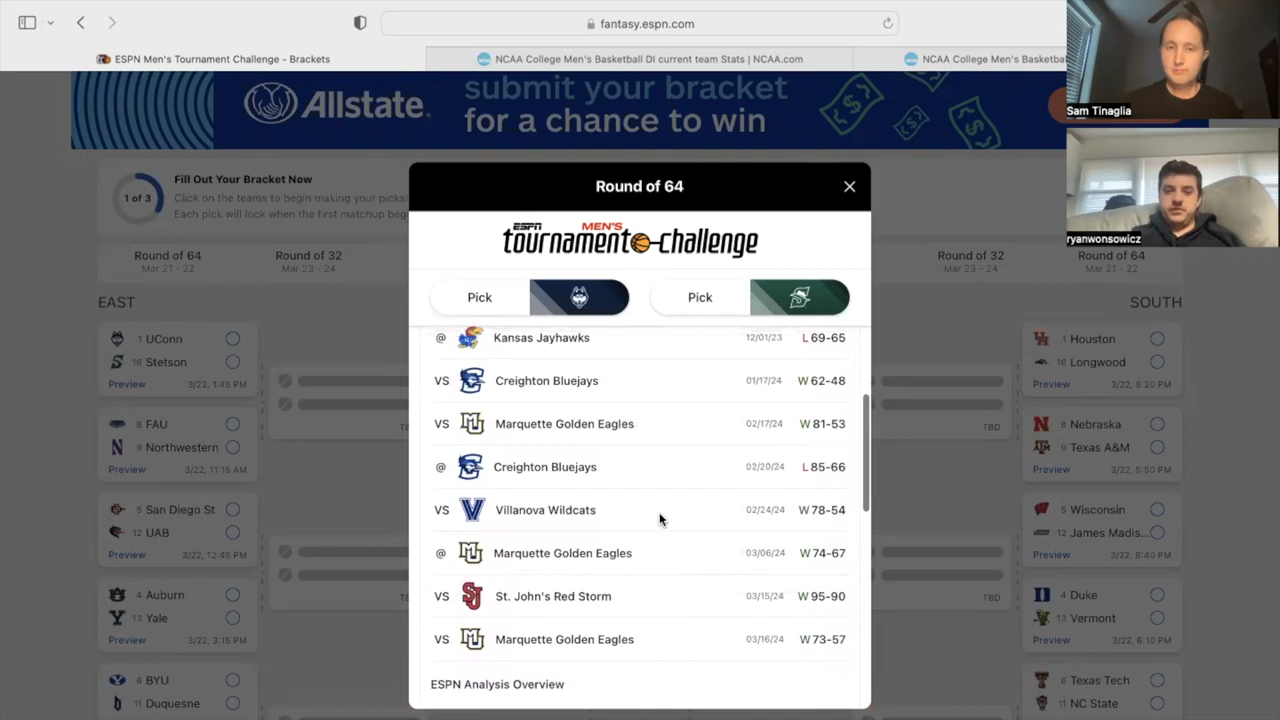 fantasy.espn.com
ESPN Men's Tournament Challenge - Brackets
NCAA College Men's Basketball DI current team Stats | NCAA.com
NCAA College Men's Basketba
Allstate
submit your bracket
for a chance to win
Sam Tinaglia
ryanwonsowicz
1 of 3
Fill Out Your Bracket Now
Click on the teams to begin making your picks!
Each pick will lock when the first matchup begi
Round of 64
Mar 21 - 22
Round of 32
Mar 23 - 24
Round of 32
Mar 23 - 24
Round of 64
Mar 21 - 22
EAST
SOUTH
1 UConn
16 Stetson
Preview 3/22, 1:45 PM
8 FAU
9 Northwestern
Preview 3/22, 11:15 AM
5 San Diego St
12 UAB
Preview 3/22, 12:45 PM
4 Auburn
13 Yale
Preview 3/22, 3:15 PM
6 BYU
11 Duquesne
Round of 64
ESPN MEN'S
tournament challenge
Pick
Pick
@ Kansas Jayhawks 12/01/23 L 69-65
VS Creighton Bluejays 01/17/24 W 62-48
VS Marquette Golden Eagles 02/17/24 W 81-53
@ Creighton Bluejays 02/20/24 L 85-66
VS Villanova Wildcats 02/24/24 W 78-54
@ Marquette Golden Eagles 03/06/24 W 74-67
VS St. John's Red Storm 03/15/24 W 95-90
VS Marquette Golden Eagles 03/16/24 W 73-57
ESPN Analysis Overview
TBD
TBD
1 Houston
16 Longwood
Preview 3/22, 8:20 PM
8 Nebraska
9 Texas A&M
Preview 3/22, 5:50 PM
5 Wisconsin
12 James Madis...
Preview 3/22, 8:40 PM
4 Duke
13 Vermont
Preview 3/22, 6:10 PM
6 Texas Tech
11 NC State